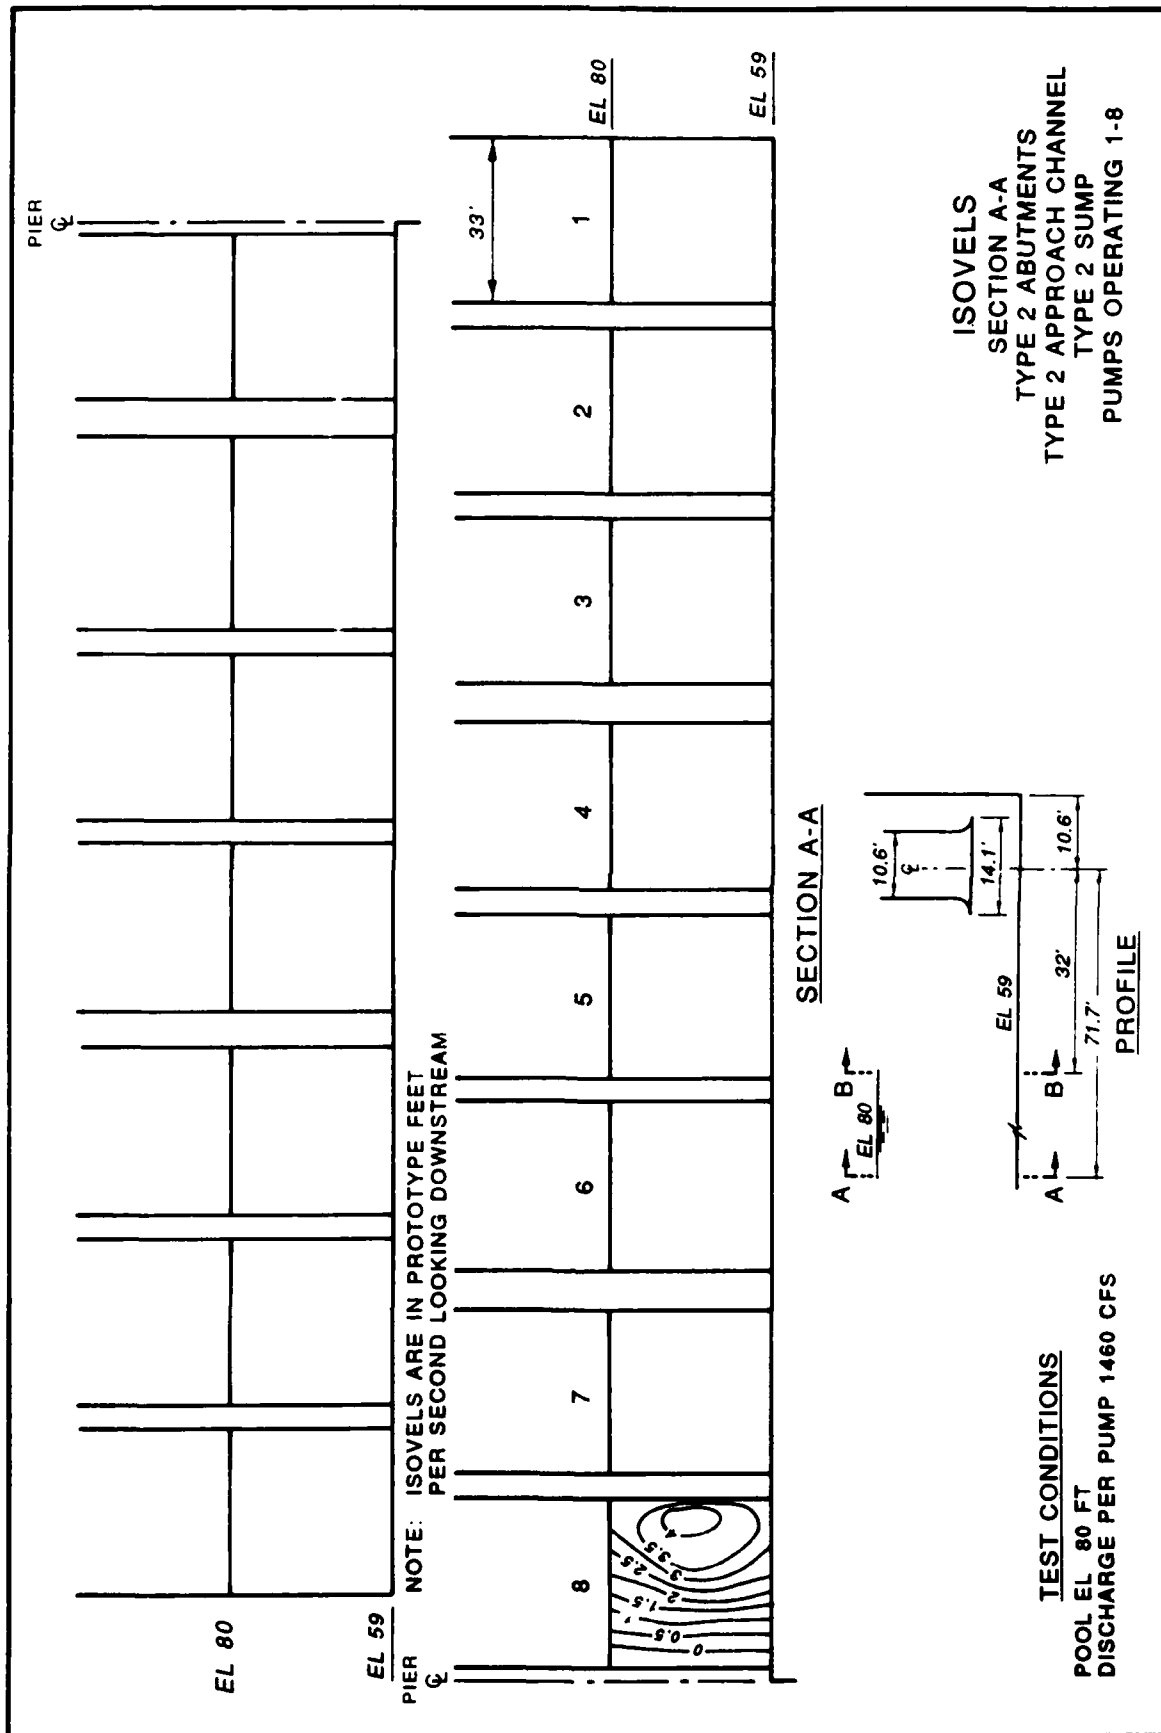 PIER
℄
EL 80
EL 59
NOTE: ISOVELS ARE IN PROTOTYPE FEET
PER SECOND LOOKING DOWNSTREAM
33'
EL 80
EL 59
PIER
℄
8
7
6
5
4
3
2
1
0
0.5
1
1.5
2
2.5
3
3.5
4
SECTION A-A
A
B
EL 80
10.6'
℄
14.1'
EL 59
A
B
32'
10.6'
71.7'
PROFILE
TEST CONDITIONS
POOL EL 80 FT
DISCHARGE PER PUMP 1460 CFS
ISOVELS
SECTION A-A
TYPE 2 ABUTMENTS
TYPE 2 APPROACH CHANNEL
TYPE 2 SUMP
PUMPS OPERATING 1-8